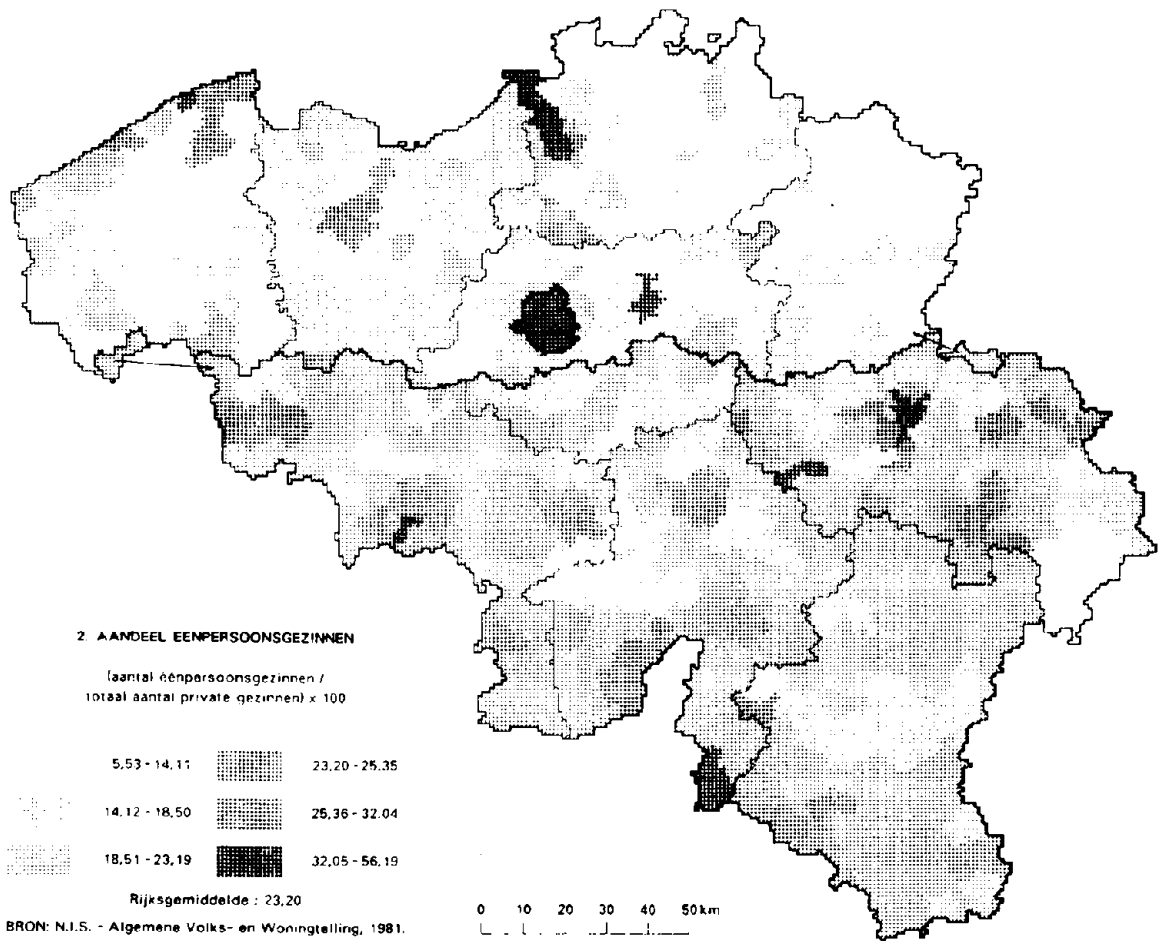 2. AANDEEL EENPERSOONSGEZINNEN
(aantal éénpersoonsgezinnen /
totaal aantal private gezinnen) x 100
5,53 - 14,11 23,20 - 25,35
14,12 - 18,50 25,36 - 32,04
18,51 - 23,19 32,05 - 56,19
Rijksgemiddelde : 23,20
BRON: N.I.S. - Algemene Volks- en Woningtelling, 1981.
0 10 20 30 40 50 km